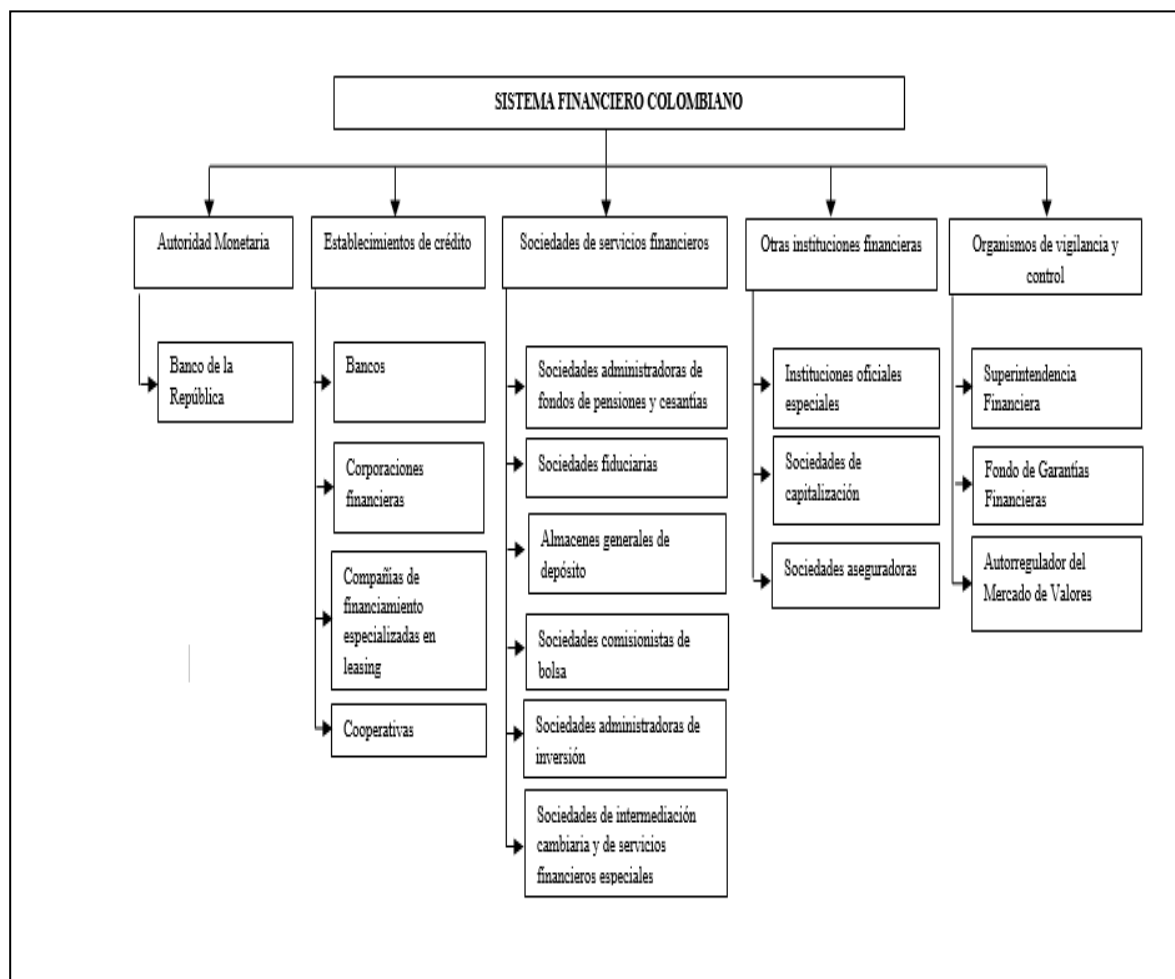 SISTEMA FINANCIERO COLOMBIANO
Autoridad Monetaria
Banco de la
República
Establecimientos de crédito
Bancos
Corporaciones
financieras
Compañías de
financiamiento
especializadas en
leasing
Cooperativas
Sociedades de servicios financieros
Sociedades administradoras de
fondos de pensiones y cesantías
Sociedades fiduciarias
Almacenes generales de
depósito
Sociedades comisionistas de
bolsa
Sociedades administradoras de
inversión
Sociedades de intermediación
cambiaria y de servicios
financieros especiales
Otras instituciones financieras
Instituciones oficiales
especiales
Sociedades de
capitalización
Sociedades aseguradoras
Organismos de vigilancia y
control
Superintendencia
Financiera
Fondo de Garantías
Financieras
Autorregulador del
Mercado de Valores